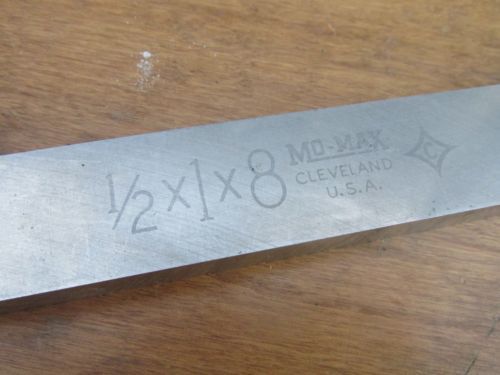 1/2 x 1 x 8
MO-MAX
CLEVELAND
U.S.A.
C